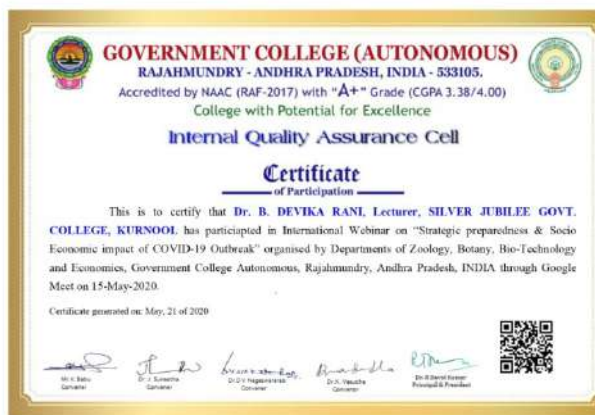 GOVERNMENT COLLEGE (AUTONOMOUS)
RAJAHMUNDRY - ANDHRA PRADESH, INDIA - 533105.
Accredited by NAAC (RAF-2017) with "A+" Grade (CGPA 3.38/4.00)
College with Potential for Excellence
Internal Quality Assurance Cell
Certificate
of Participation
This is to certify that Dr. B. DEVIKA RANI, Lecturer, SILVER JUBILEE GOVT.
COLLEGE, KURNOOL has particiapted in International Webinar on "Strategic preparedness & Socio
Economic impact of COVID-19 Outbreak" organised by Departments of Zoology, Botany, Bio-Technology
and Economics, Government College Autonomous, Rajahmundry, Andhra Pradesh, INDIA through Google
Meet on 15-May-2020.
Certificate generated on: May, 21 of 2020
Convener
Convener
Convener
Convener
Principal & President